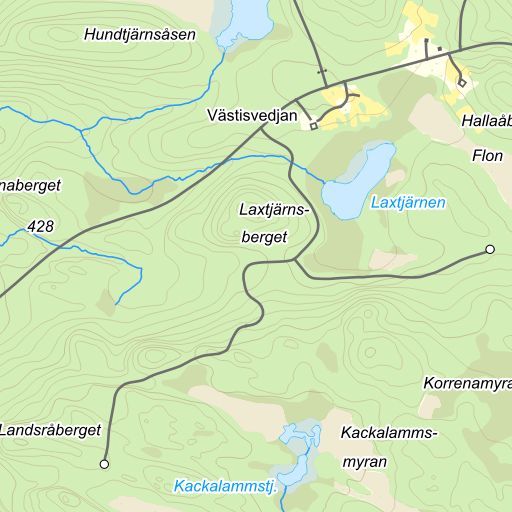 Hundtjärnsåsen
Västisvedjan
Hallaåb
Flon
naberget
Laxtjärnen
Laxtjärns-
berget
428
Korrenamyra
Landsråberget
Kackalamms-
myran
Kackalammstj.